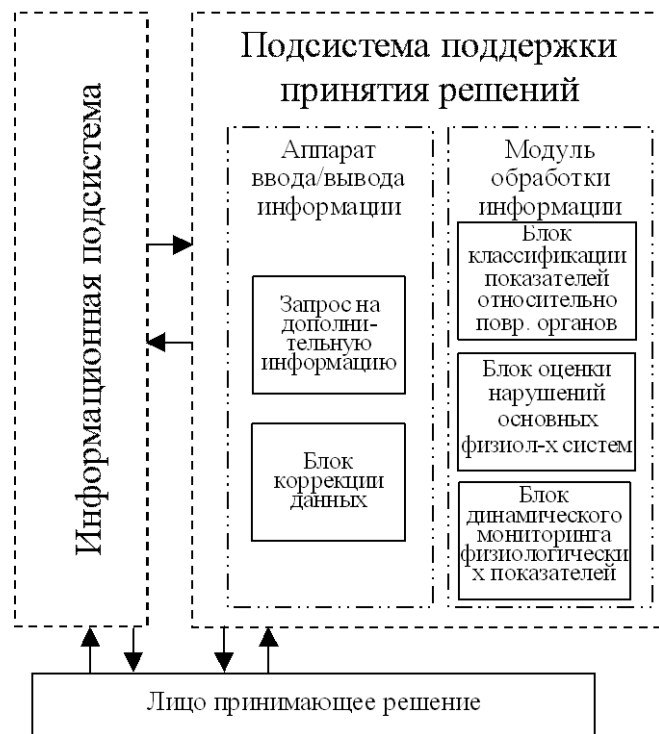 Информационная подсистема
Подсистема поддержки
принятия решений
Аппарат
ввода/вывода
информации
Запрос на
дополни-
тельную
информацию
Блок
коррекции
данных
Модуль
обработки
информации
Блок
классификации
показателей
относительно
повр. органов
Блок оценки
нарушений
основных
физиол-х систем
Блок
динамического
мониторинга
физиологически
х показателей
Лицо принимающее решение